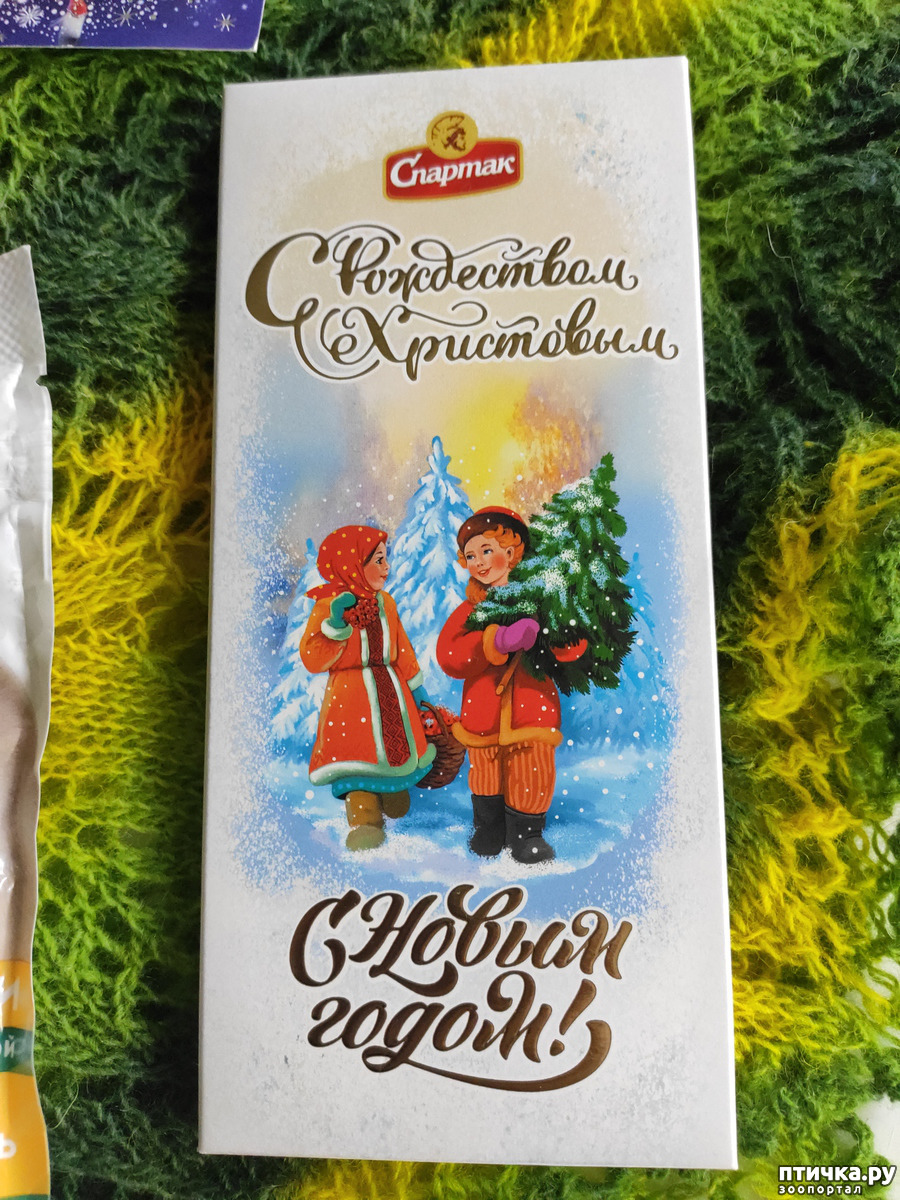 Спартак
С Рождеством
Христовым
С Новым
годом!
птичка.ру
зоопортал